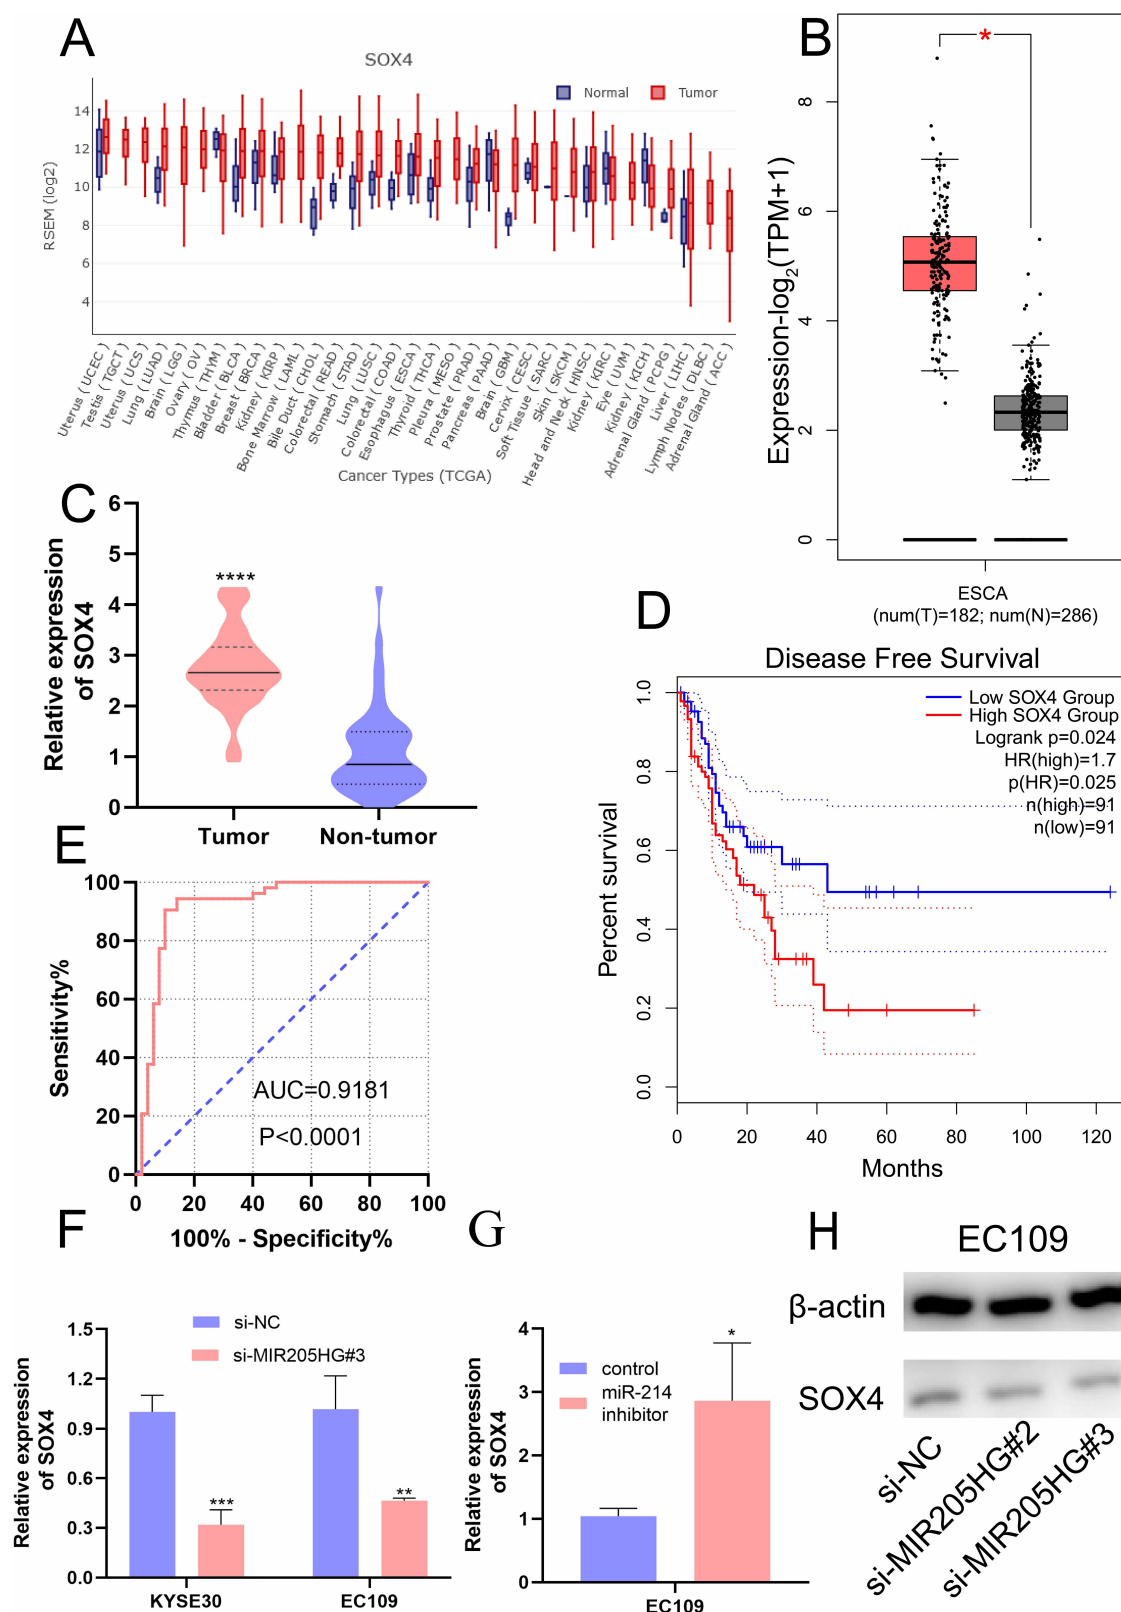 A
SOX4
Normal
Tumor
RSEM (log2)
14
12
10
8
6
4
Uterus ( UCEC )
Testis ( TGCT )
Uterus ( UCS )
Lung ( LUAD )
Brain ( LGG )
Ovary ( OV )
Thymus ( THYM )
Bladder ( BLCA )
Breast ( BRCA )
Kidney ( KIRP )
Bone Marrow ( LAML )
Bile Duct ( CHOL )
Colorectal ( READ )
Stomach ( STAD )
Lung ( LUSC )
Colorectal ( COAD )
Esophagus ( ESCA )
Thyroid ( THCA )
Pleura ( MESO )
Prostate ( PRAD )
Pancreas ( PAAD )
Brain ( GBM )
Cervix ( CESC )
Soft Tissue ( SARC )
Skin ( SKCM )
Head and Neck ( HNSC )
Kidney ( KIRC )
Eye ( UVM )
Kidney ( KICH )
Adrenal Gland ( PCPG )
Liver ( LIHC )
Lymph Nodes ( DLBC )
Adrenal Gland ( ACC )
Cancer Types (TCGA)
B
*
Expression-log2(TPM+1)
8
6
4
2
0
ESCA
(num(T)=182; num(N)=286)
C
Relative expression
of SOX4
6
5
4
3
2
1
0
****
Tumor
Non-tumor
D
Disease Free Survival
Low SOX4 Group
High SOX4 Group
Logrank p=0.024
HR(high)=1.7
p(HR)=0.025
n(high)=91
n(low)=91
Percent survival
1.0
0.8
0.6
0.4
0.2
0.0
0 20 40 60 80 100 120
Months
E
Sensitivity%
100
80
60
40
20
0
AUC=0.9181
P<0.0001
0 20 40 60 80 100
100% - Specificity%
F
si-NC
si-MIR205HG#3
Relative expression
of SOX4
1.5
1.2
0.9
0.6
0.3
0.0
***
**
KYSE30
EC109
G
Relative expression
of SOX4
4
3
2
1
0
control
miR-214
inhibitor
*
EC109
H
EC109
β-actin
SOX4
si-NC
si-MIR205HG#2
si-MIR205HG#3